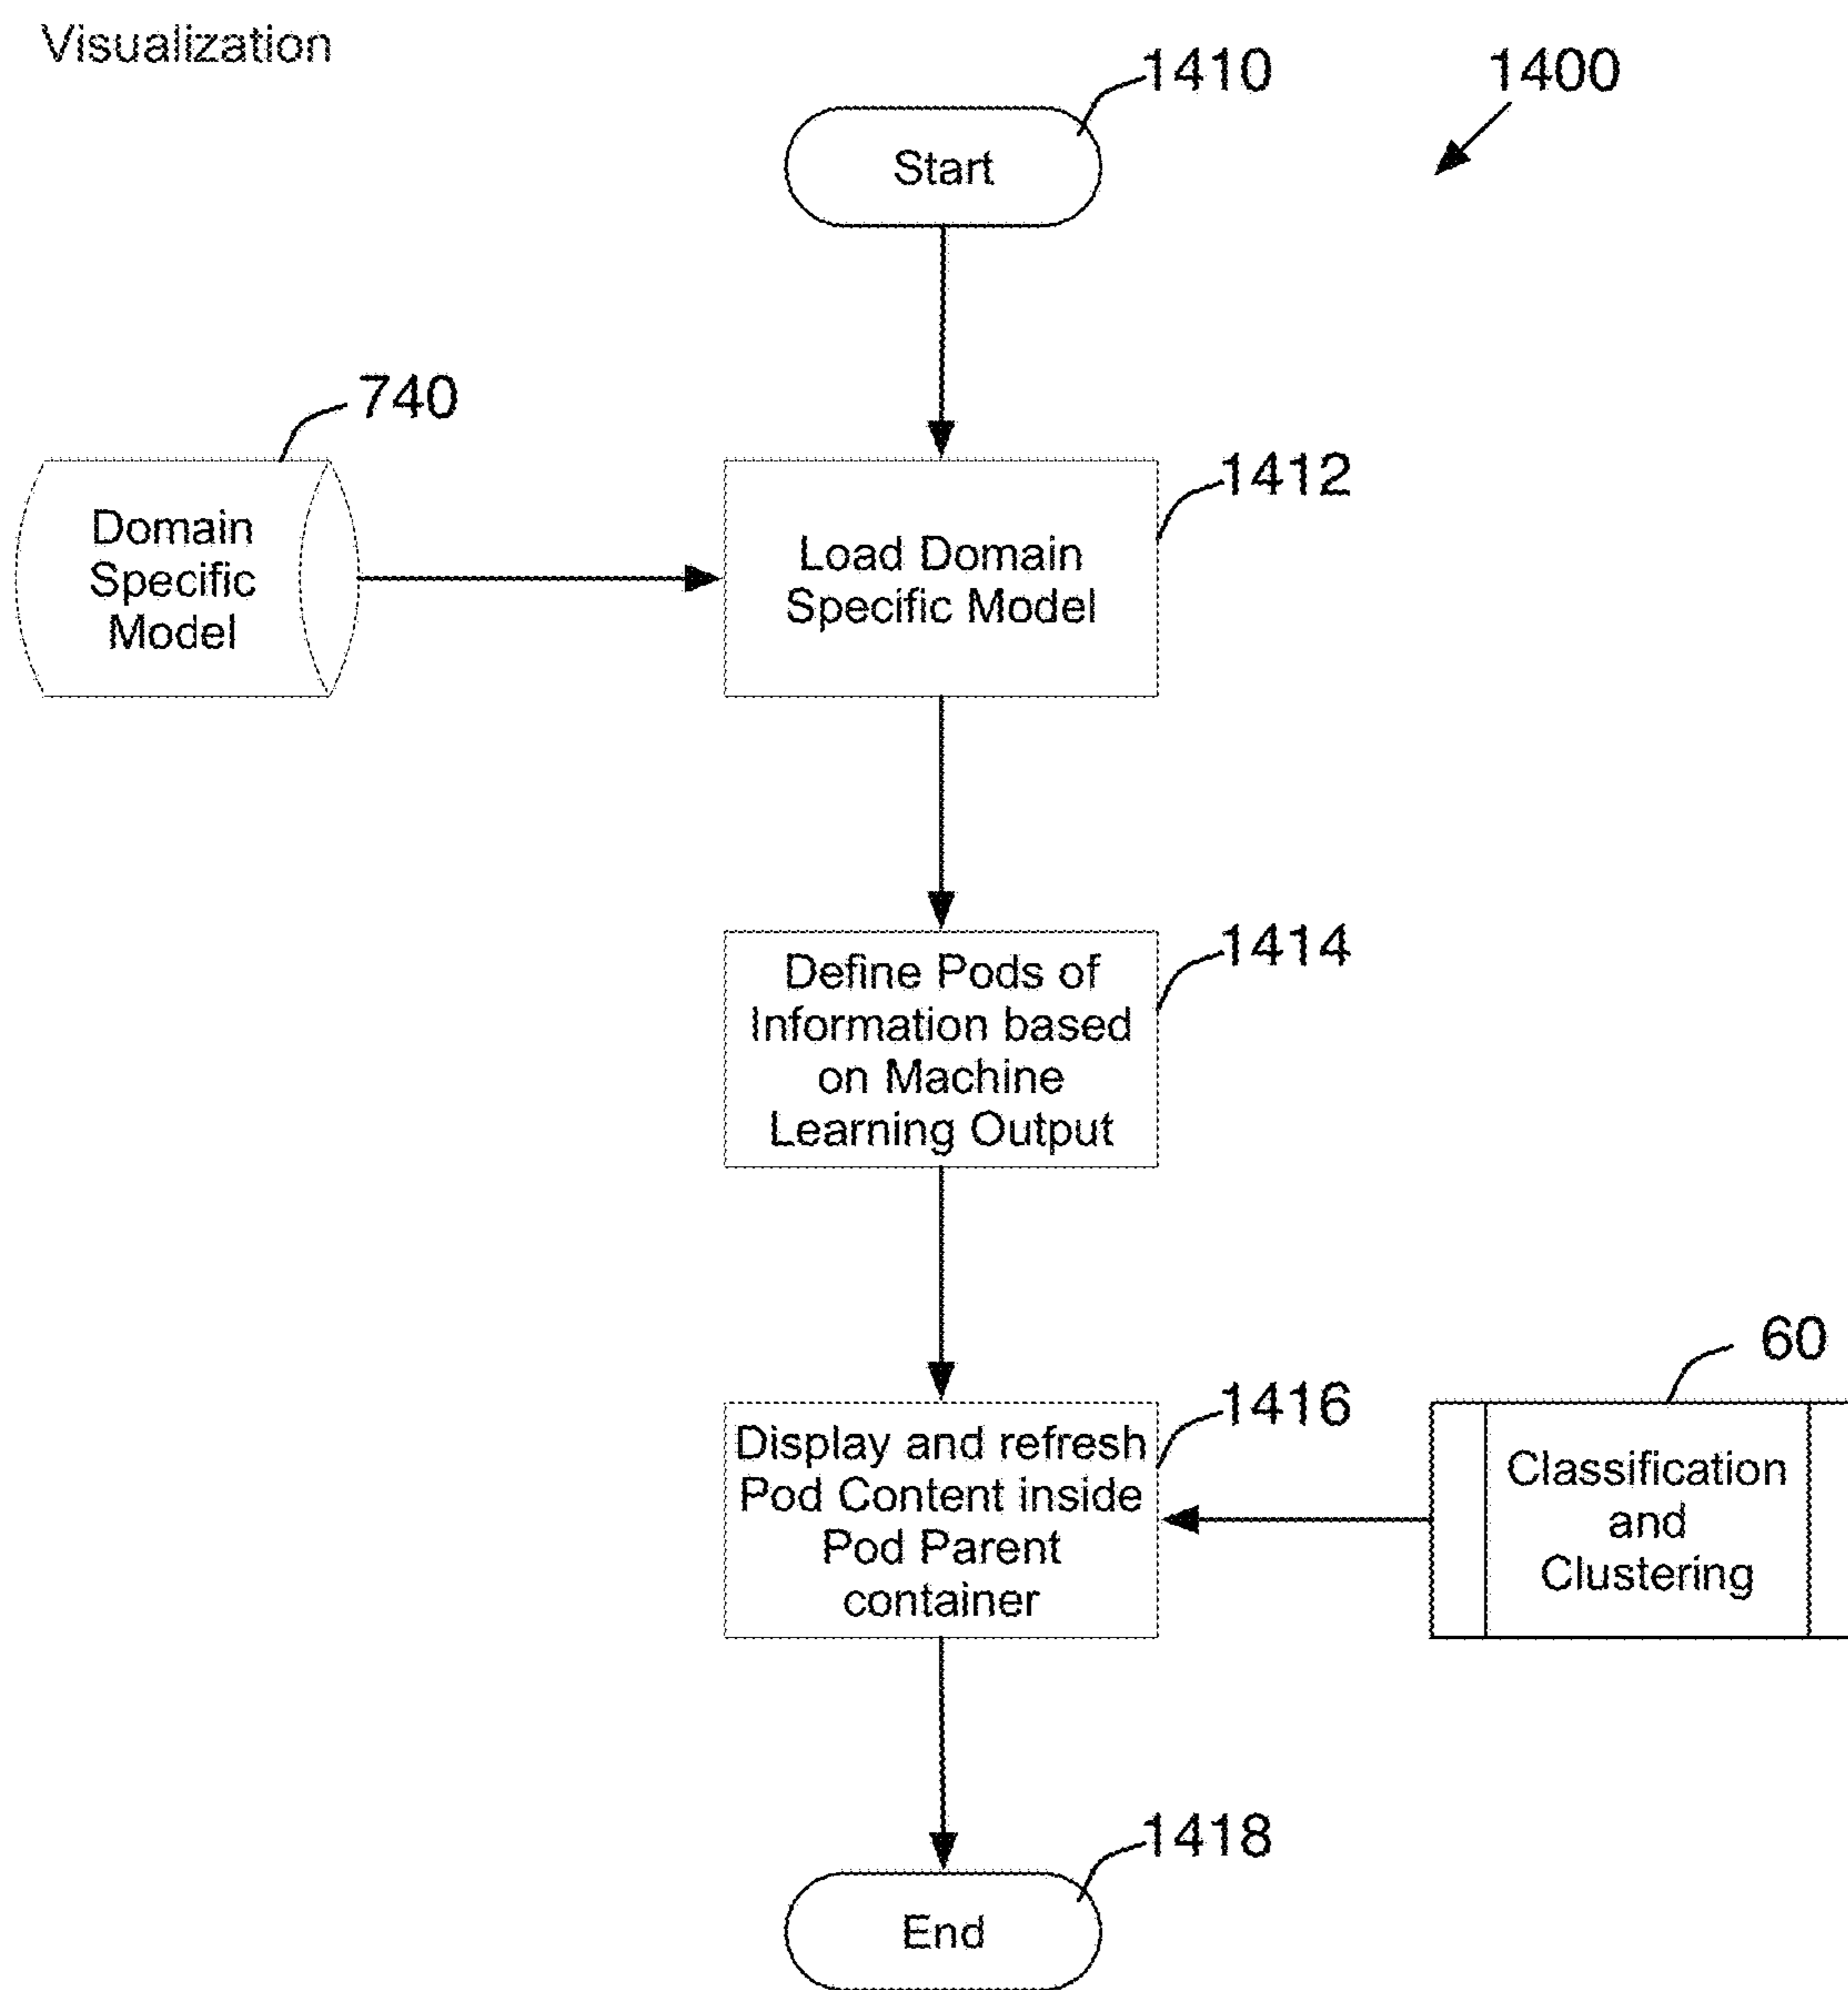 Visualization
1410
1400
Start
740
1412
Domain
Specific
Model
Load Domain
Specific Model
1414
Define Pods of
Information based
on Machine
Learning Output
60
1416
Display and refresh
Pod Content inside
Pod Parent
container
Classification
and
Clustering
1418
End